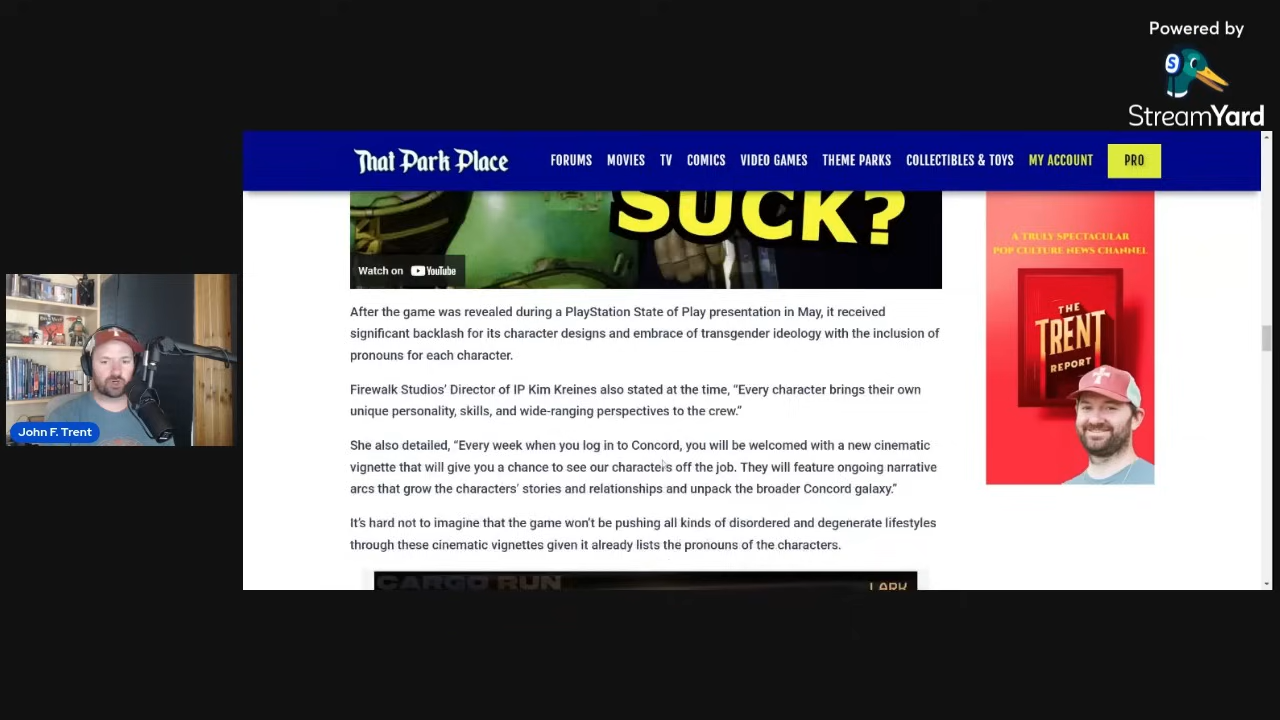 Powered by
S
StreamYard
That Park Place
FORUMS MOVIES TV COMICS VIDEO GAMES THEME PARKS COLLECTIBLES & TOYS MY ACCOUNT PRO
SUCK?
Watch on YouTube
After the game was revealed during a PlayStation State of Play presentation in May, it received
significant backlash for its character designs and embrace of transgender ideology with the inclusion of
pronouns for each character.
Firewalk Studios' Director of IP Kim Kreines also stated at the time, “Every character brings their own
unique personality, skills, and wide-ranging perspectives to the crew.”
She also detailed, “Every week when you log in to Concord, you will be welcomed with a new cinematic
vignette that will give you a chance to see our characters off the job. They will feature ongoing narrative
arcs that grow the characters' stories and relationships and unpack the broader Concord galaxy.”
It's hard not to imagine that the game won't be pushing all kinds of disordered and degenerate lifestyles
through these cinematic vignettes given it already lists the pronouns of the characters.
CARGO RUN
LARK
A TRULY SPECTACULAR
POP CULTURE NEWS CHANNEL
THE
TRENT
REPORT
John F. Trent